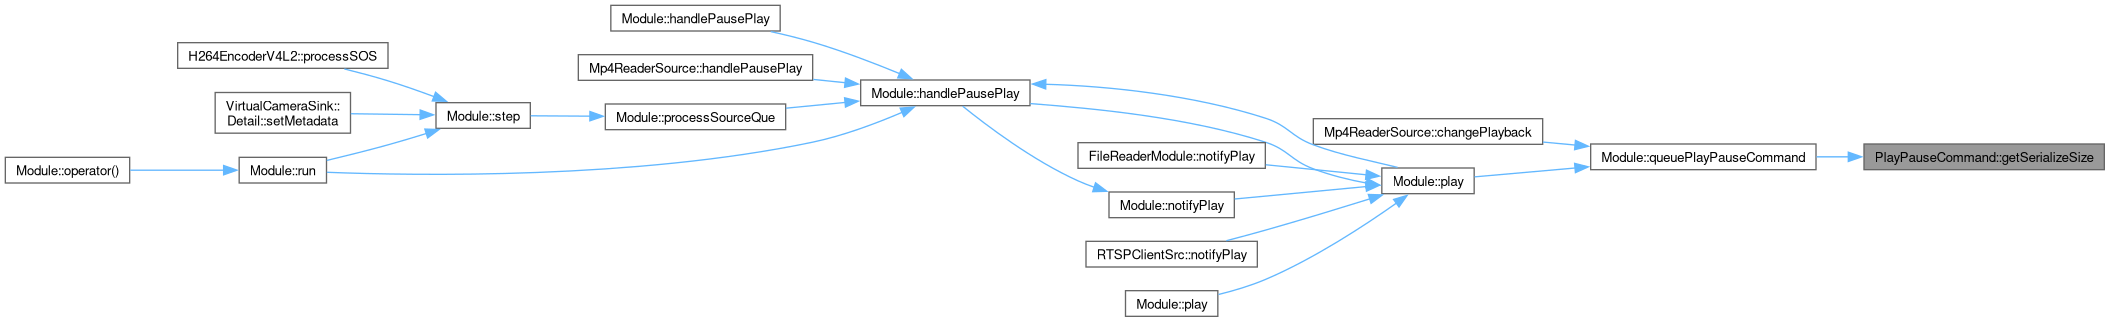 Module::handlePausePlay
H264EncoderV4L2::processSOS
Mp4ReaderSource::handlePausePlay
Module::handlePausePlay
VirtualCameraSink::
Detail::setMetadata
Module::step
Module::processSourceQue
Mp4ReaderSource::changePlayback
FileReaderModule::notifyPlay
Module::queuePlayPauseCommand
PlayPauseCommand::getSerializeSize
Module::operator()
Module::run
Module::play
Module::notifyPlay
RTSPClientSrc::notifyPlay
Module::play